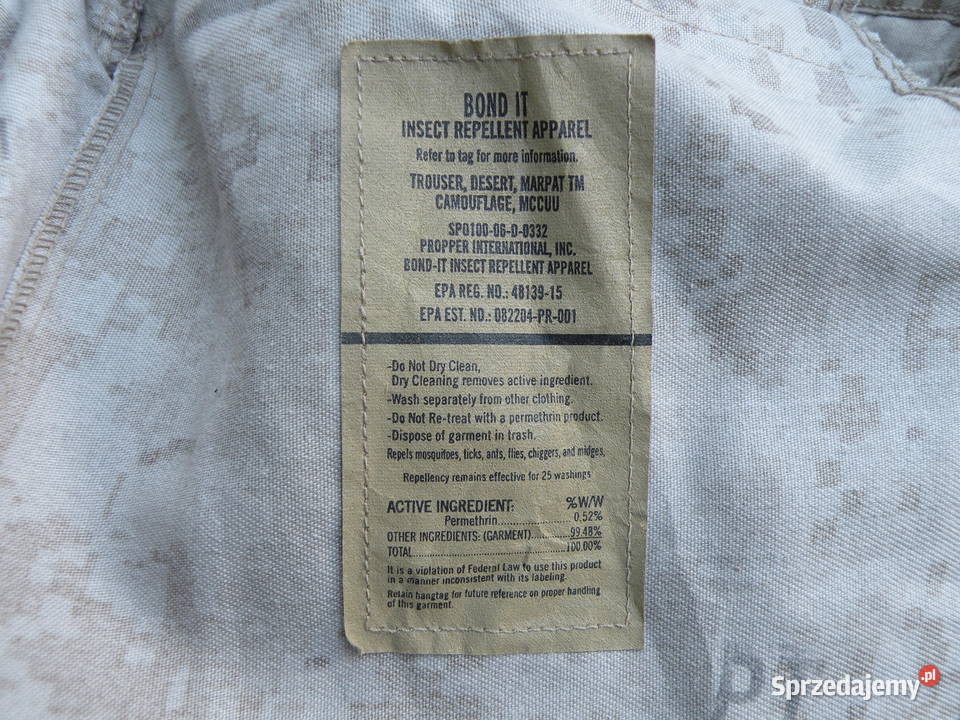 BOND IT
INSECT REPELLENT APPAREL
Refer to tag for more information.
TROUSER, DESERT, MARPAT TM
CAMOUFLAGE, MCCUU
SPO100-06-D-0332
PROPPER INTERNATIONAL, INC.
BOND-IT INSECT REPELLENT APPAREL
EPA REG. NO.: 48139-15
EPA EST. NO.: 082204-PR-001
-Do Not Dry Clean,
Dry Cleaning removes active ingredient.
-Wash separately from other clothing.
-Do Not Re-treat with a permethrin product.
-Dispose of garment in trash.
Repels mosquitoes, ticks, ants, flies, chiggers, and midges.
Repellency remains effective for 25 washings
ACTIVE INGREDIENT: %W/W
Permethrin 0.52%
OTHER INGREDIENTS: (GARMENT) 99.48%
TOTAL 100.00%
It is a violation of Federal Law to use this product
in a manner inconsistent with its labeling.
Retain hangtag for future reference on proper handling
of this garment.
Sprzedajemy.pl